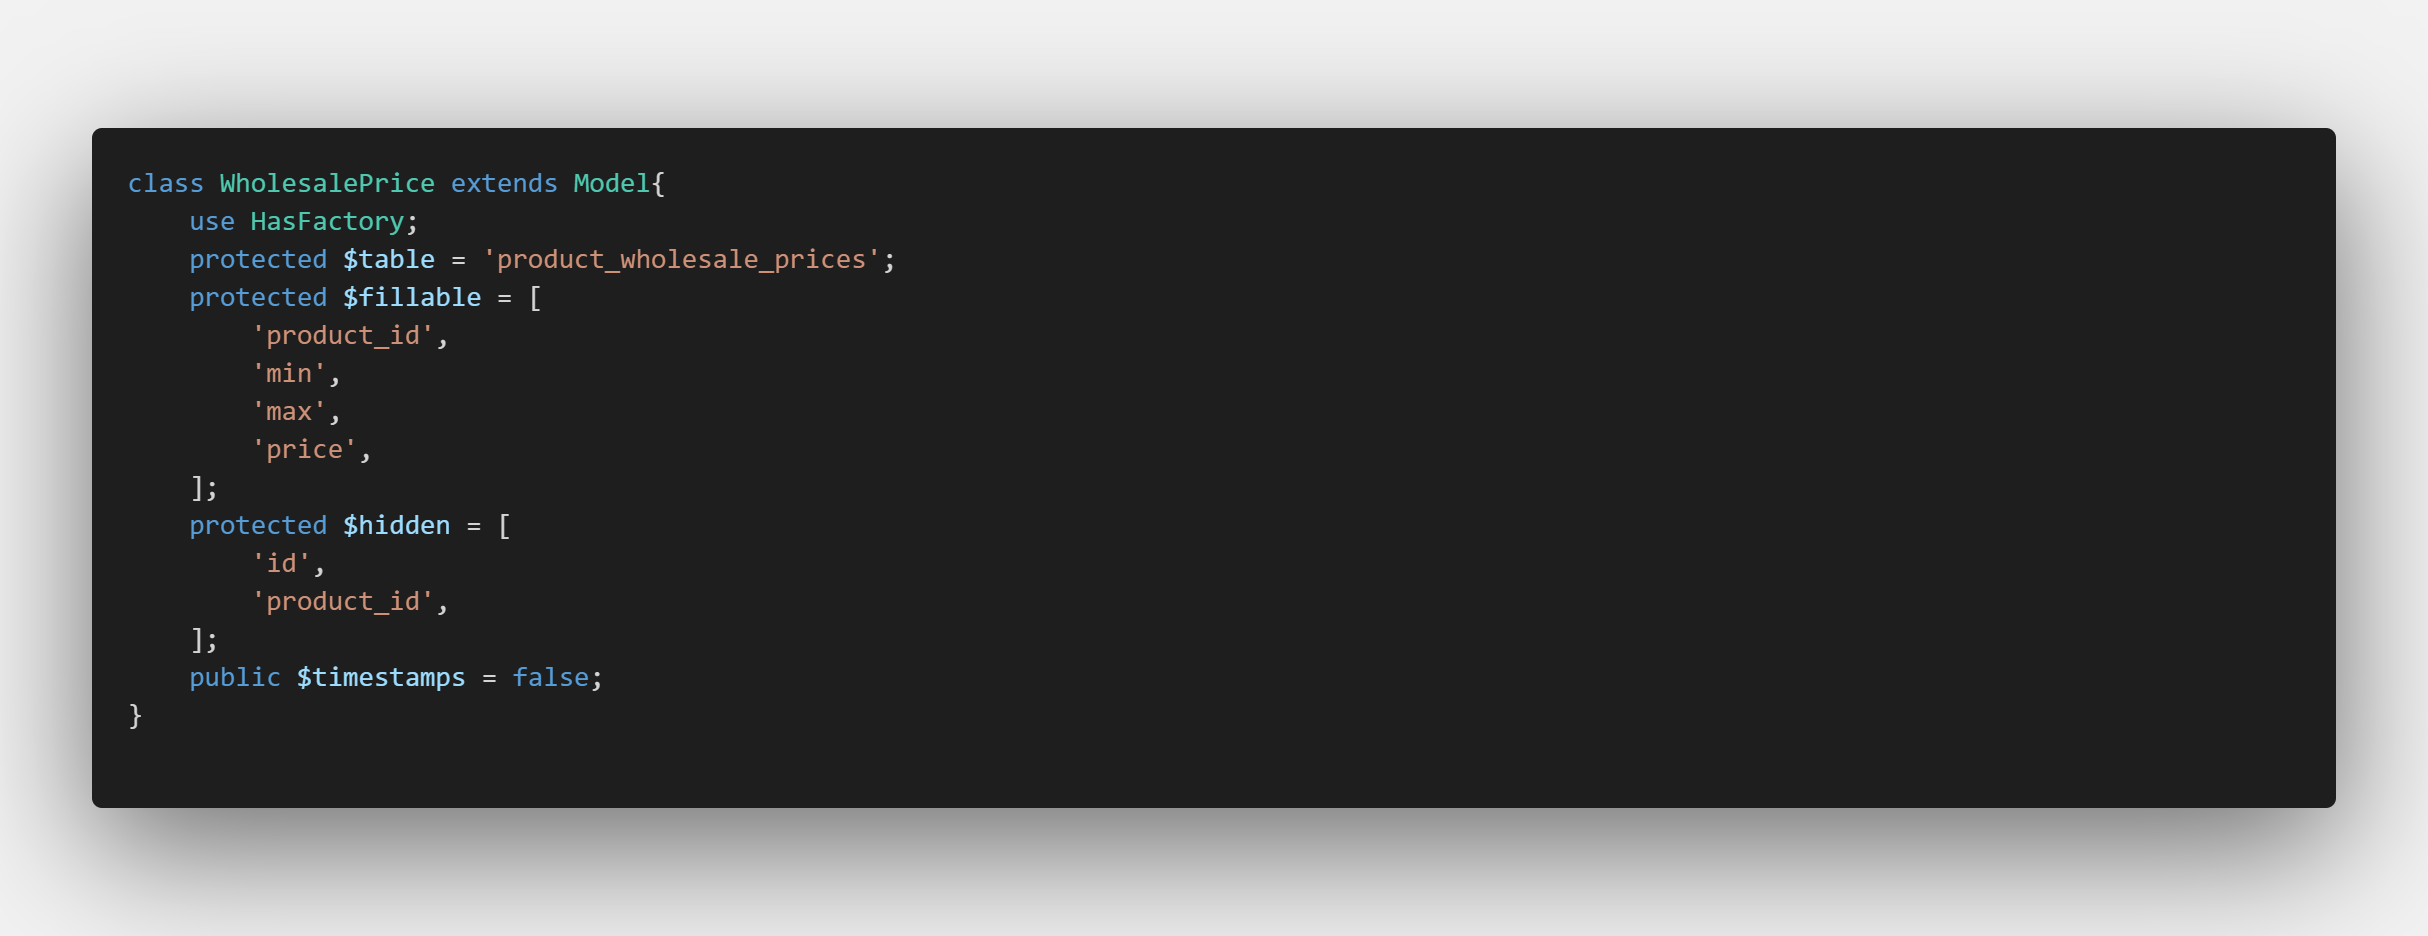 class WholesalePrice extends Model{
    use HasFactory;
    protected $table = 'product_wholesale_prices';
    protected $fillable = [
        'product_id',
        'min',
        'max',
        'price',
    ];
    protected $hidden = [
        'id',
        'product_id',
    ];
    public $timestamps = false;
}